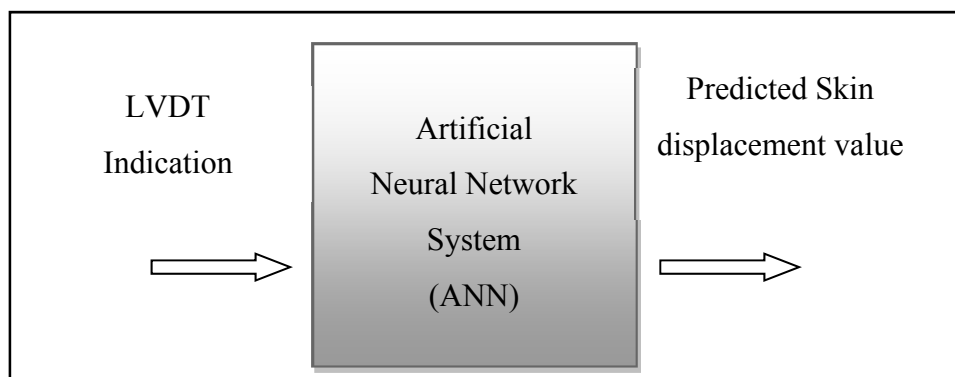 LVDT
Indication
Artificial
Neural Network
System
(ANN)
Predicted Skin
displacement value